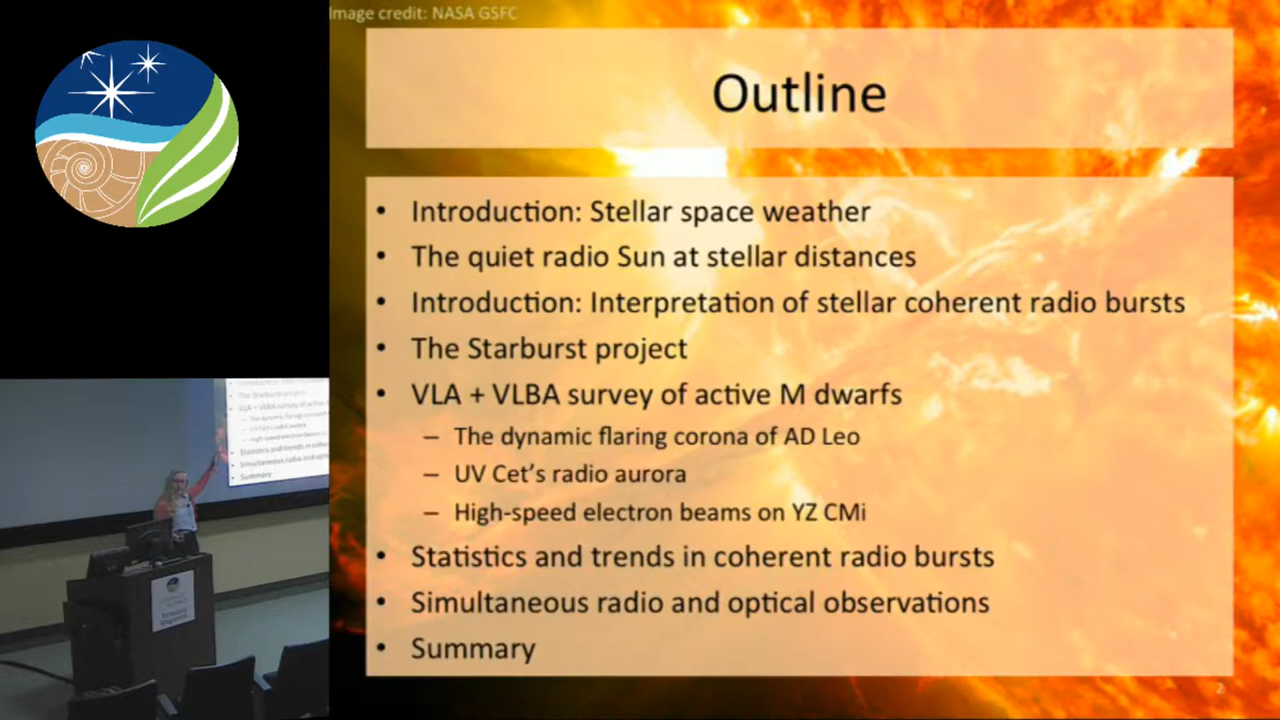 Image credit: NASA GSFC
Outline
• Introduction: Stellar space weather
• The quiet radio Sun at stellar distances
• Introduction: Interpretation of stellar coherent radio bursts
• The Starburst project
• VLA + VLBA survey of active M dwarfs
– The dynamic flaring corona of AD Leo
– UV Cet's radio aurora
– High-speed electron beams on YZ CMi
• Statistics and trends in coherent radio bursts
• Simultaneous radio and optical observations
• Summary
2